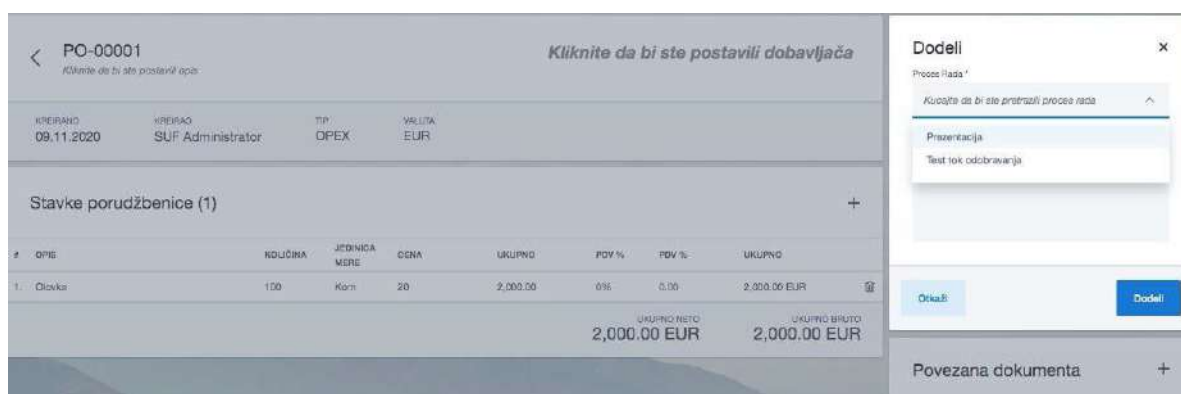 PO-00001
Kliknite da bi ste postavili opis
Kliknite da bi ste postavili dobavljača
KREIRANO KREIRAO TIP VALUTA
09.11.2020 SUF Administrator OPEX EUR
Stavke porudžbenice (1)
# OPIS KOLIČINA JEDINICA MERE CENA UKUPNO PDV % PDV % UKUPNO
1. Olovka 100 Kom 20 2,000.00 0% 0.00 2,000.00 EUR
UKUPNO NETO UKUPNO BRUTO
2,000.00 EUR 2,000.00 EUR
Dodeli
Proces Rada *
Kucajte da bi ste pretražili proces rada
Prezentacija
Test tok odobravanja
Otkaži Dodeli
Povezana dokumenta